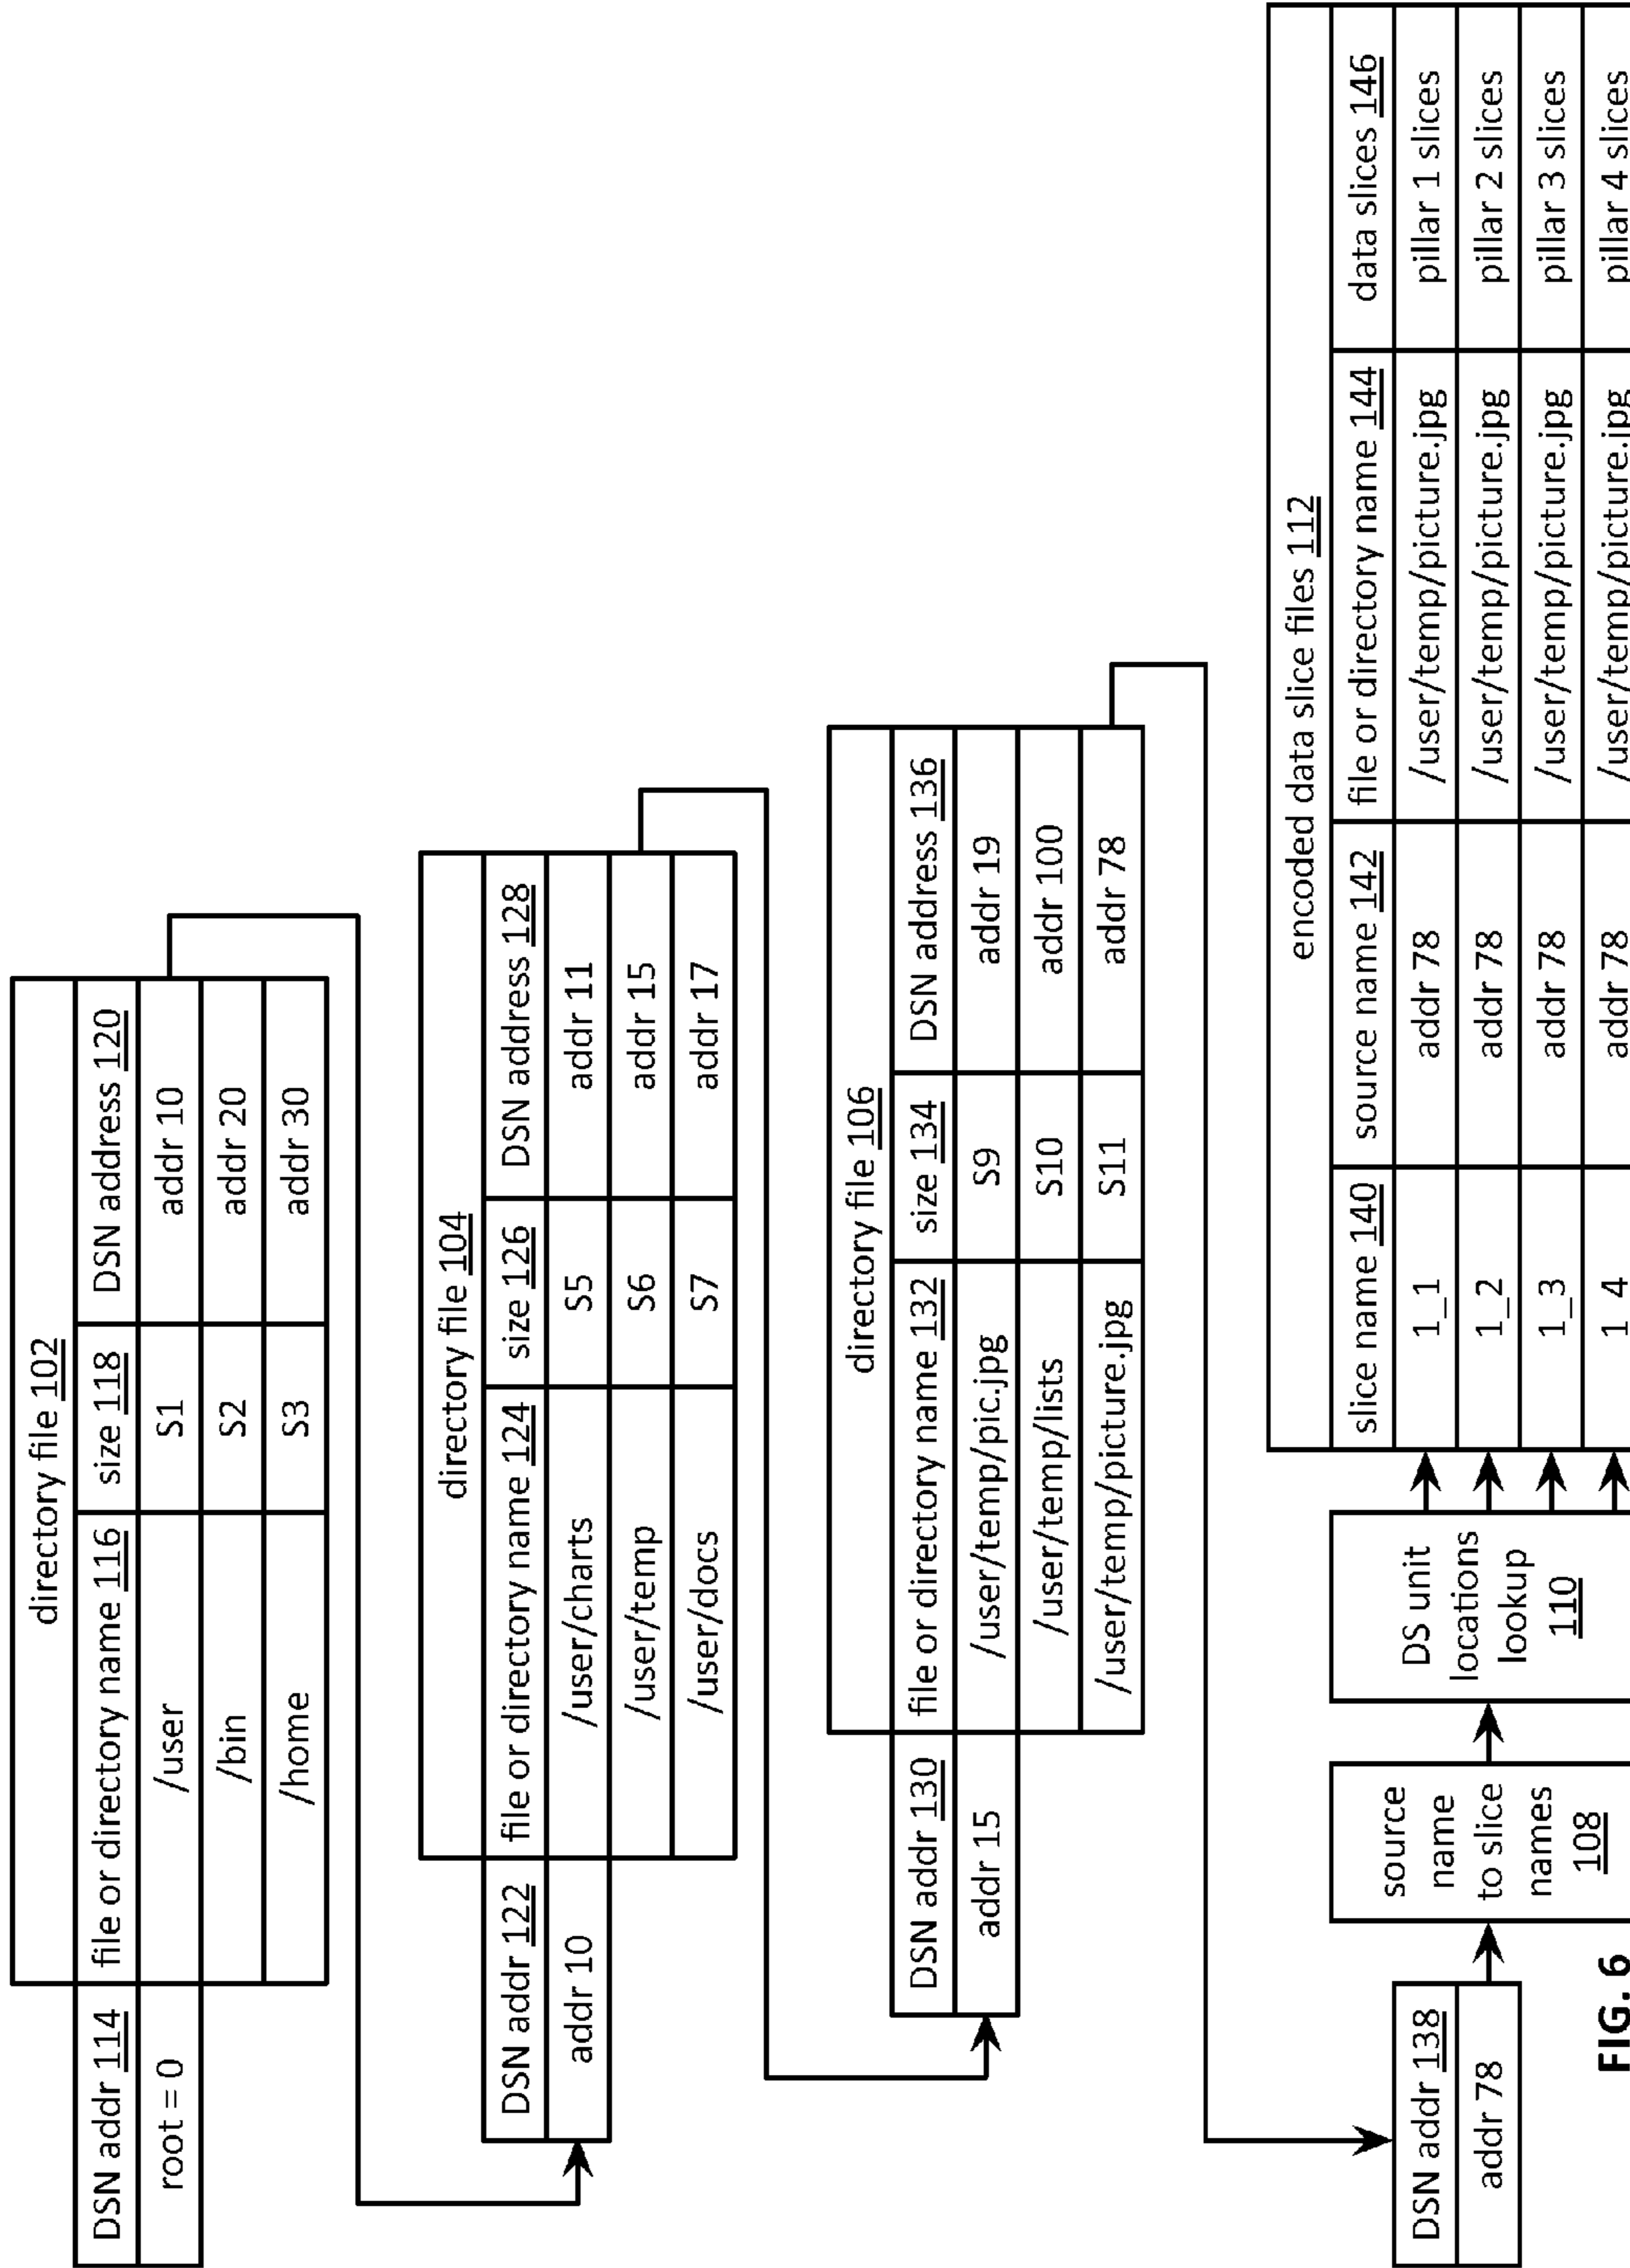 directory file 102
DSN addr 114 file or directory name 116 size 118 DSN address 120
root = 0 /user S1 addr 10
/bin S2 addr 20
/home S3 addr 30
directory file 104
DSN addr 122 file or directory name 124 size 126 DSN address 128
addr 10 /user/charts S5 addr 11
/user/temp S6 addr 15
/user/docs S7 addr 17
directory file 106
DSN addr 130 file or directory name 132 size 134 DSN address 136
addr 15 /user/temp/pic.jpg S9 addr 19
/user/temp/lists S10 addr 100
/user/temp/picture.jpg S11 addr 78
DSN addr 138
addr 78
source
name
to slice
names
108
DS unit
locations
lookup
110
encoded data slice files 112
slice name 140 source name 142 file or directory name 144 data slices 146
1_1 addr 78 /user/temp/picture.jpg pillar 1 slices
1_2 addr 78 /user/temp/picture.jpg pillar 2 slices
1_3 addr 78 /user/temp/picture.jpg pillar 3 slices
1_4 addr 78 /user/temp/picture.jpg pillar 4 slices
FIG. 6